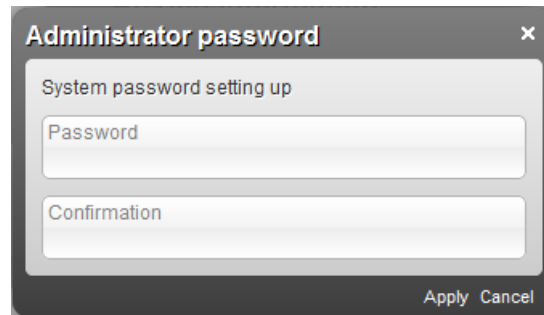 Administrator password ×
System password setting up
Password
Confirmation
Apply Cancel